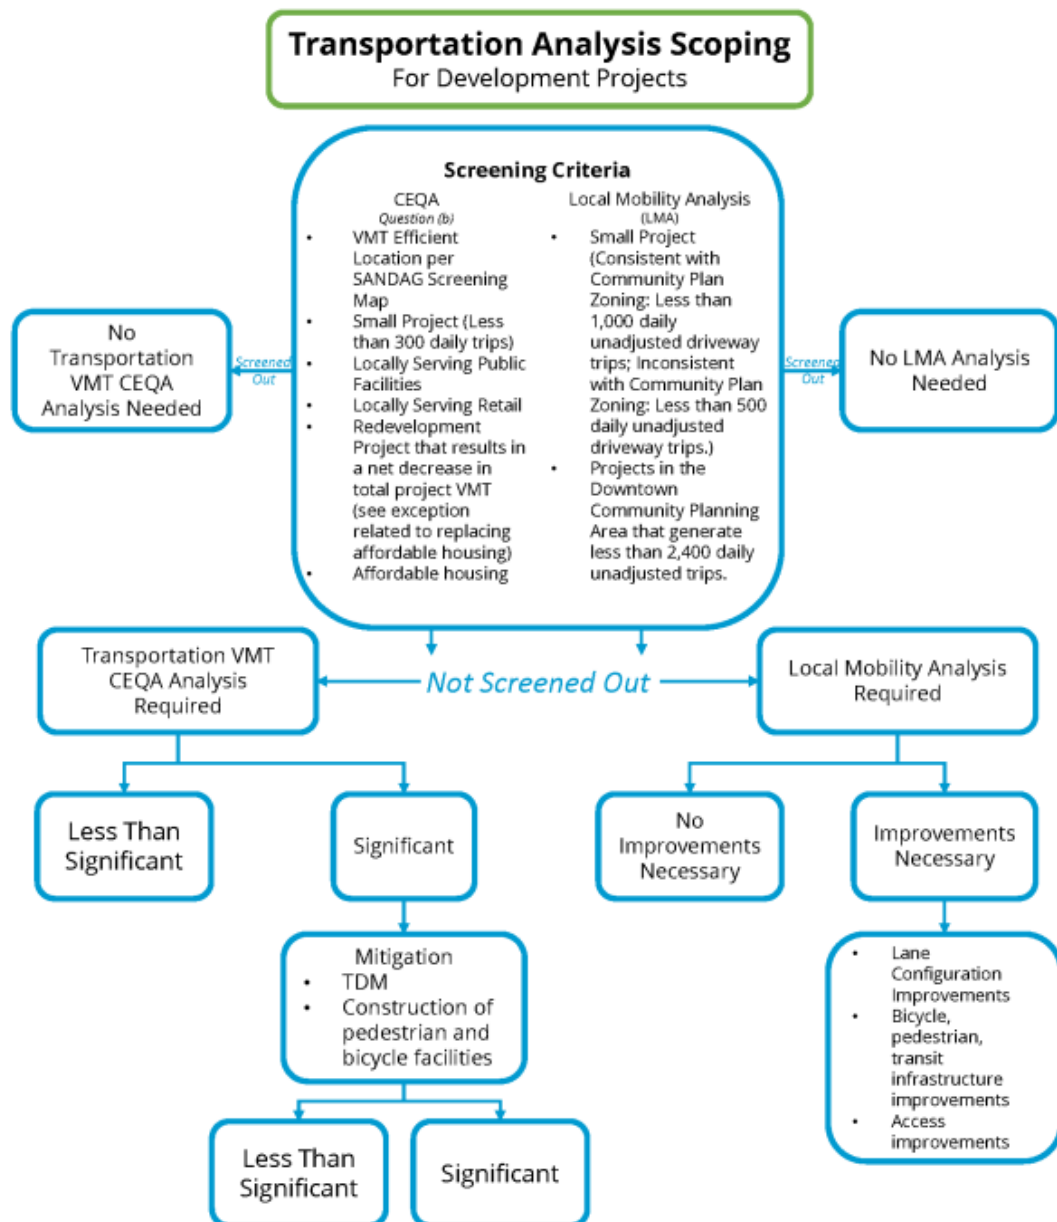 Transportation Analysis Scoping
For Development Projects
Screening Criteria
CEQA
Question (b)
• VMT Efficient
Location per
SANDAG Screening
Map
• Small Project (Less
than 300 daily trips)
• Locally Serving Public
Facilities
• Locally Serving Retail
• Redevelopment
Project that results in
a net decrease in
total project VMT
(see exception
related to replacing
affordable housing)
• Affordable housing
Local Mobility Analysis
(LMA)
• Small Project
(Consistent with
Community Plan
Zoning: Less than
1,000 daily
unadjusted driveway
trips; Inconsistent
with Community Plan
Zoning: Less than 500
daily unadjusted
driveway trips.)
• Projects in the
Downtown
Community Planning
Area that generate
less than 2,400 daily
unadjusted trips.
Screened
Out
No
Transportation
VMT CEQA
Analysis Needed
Screened
Out
No LMA Analysis
Needed
Not Screened Out
Transportation VMT
CEQA Analysis
Required
Local Mobility Analysis
Required
Less Than
Significant
Significant
No
Improvements
Necessary
Improvements
Necessary
Mitigation
• TDM
• Construction of
pedestrian and
bicycle facilities
• Lane
Configuration
Improvements
• Bicycle,
pedestrian,
transit
infrastructure
improvements
• Access
improvements
Less Than
Significant
Significant